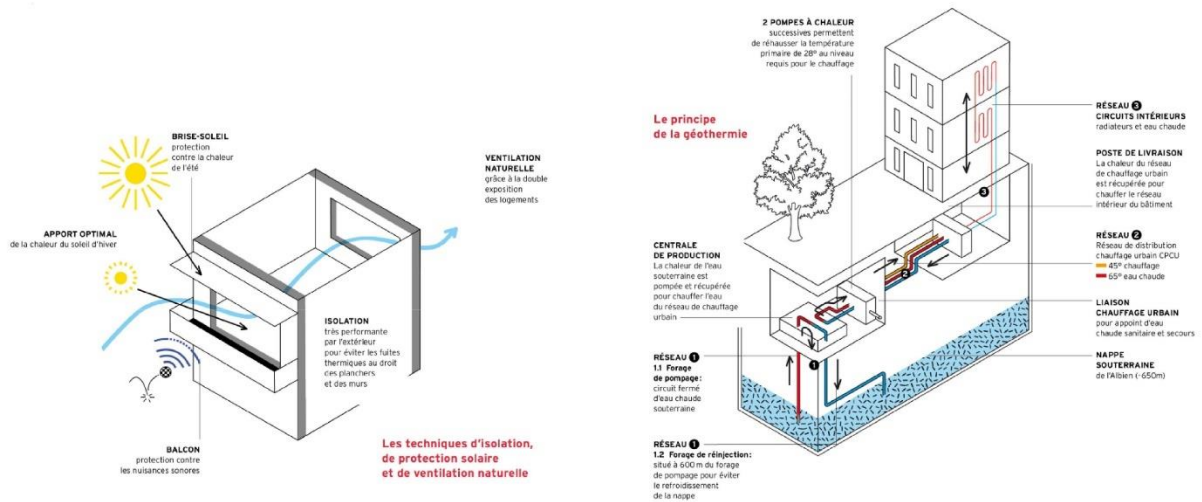 BRISE-SOLEIL
protection
contre la chaleur
de l'été
APPORT OPTIMAL
de la chaleur du soleil d'hiver
VENTILATION
NATURELLE
grâce à la double
exposition
des logements
ISOLATION
très performante
par l'extérieur
pour éviter les fuites
thermiques au droit
des planchers
et des murs
BALCON
protection contre
les nuisances sonores
Les techniques d'isolation,
de protection solaire
et de ventilation naturelle
2 POMPES À CHALEUR
successives permettent
de réhausser la température
primaire de 28° au niveau
requis pour le chauffage
Le principe
de la géothermie
CENTRALE
DE PRODUCTION
La chaleur de l'eau
souterraine est
pompée et récupérée
pour chauffer l'eau
du réseau de chauffage
urbain
RÉSEAU 1
1.1 Forage
de pompage:
circuit fermé
d'eau chaude
souterraine
RÉSEAU 1
1.2 Forage de réinjection:
situé à 600 m du forage
de pompage pour éviter
le refroidissement
de la nappe
1
2
3
RÉSEAU 3
CIRCUITS INTÉRIEURS
radiateurs et eau chaude
POSTE DE LIVRAISON
La chaleur du réseau
de chauffage urbain
est récupérée pour
chauffer le réseau
intérieur du bâtiment
RÉSEAU 2
Réseau de distribution
chauffage urbain CPCU
45° chauffage
65° eau chaude
LIAISON
CHAUFFAGE URBAIN
pour appoint d'eau
chaude sanitaire et secours
NAPPE
SOUTERRAINE
de l'Albien (-650m)